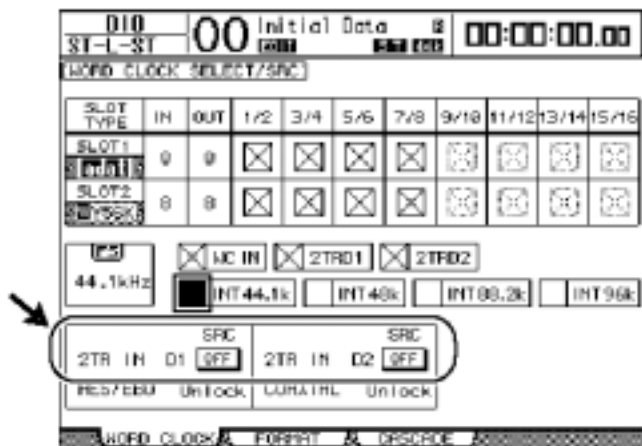 DIO
ST-L-ST
00 Initial Data
EDIT
00:00:00.00
WORD CLOCK SELECT/SRC
SLOT TYPE IN OUT 1/2 3/4 5/6 7/8 9/10 11/12 13/14 15/16
SLOT1
SLOT2 8 8
FS
44.1kHz
WC IN 2TRD1 2TRD2
INT44.1k INT48k INT88.2k INT96k
SRC SRC
2TR IN D1 OFF 2TR IN D2 OFF
AES/EBU Unlock COAXIAL Unlock
WORD CLOCK FORMAT CASCADE